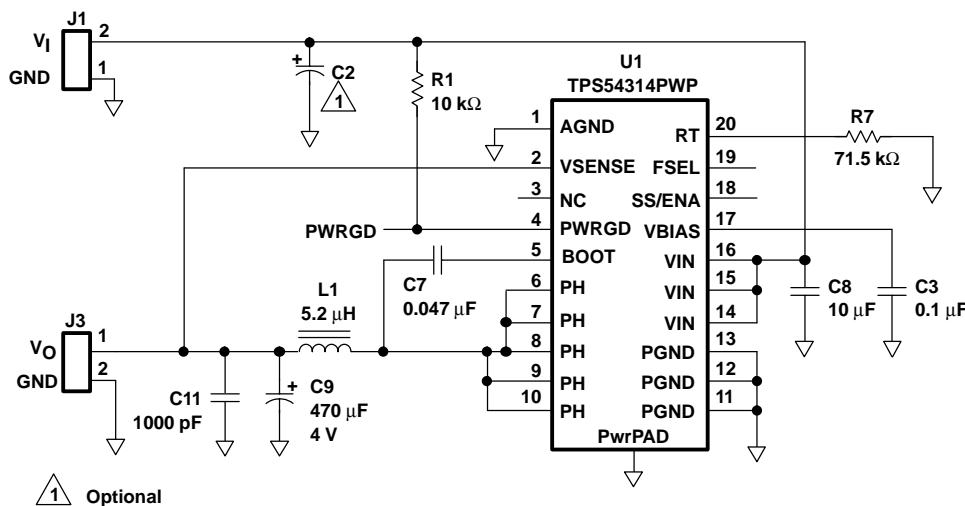 J1
VI
2
GND
1
+
C2
1
R1
10 kΩ
U1
TPS54314PWP
1
AGND
RT
20
R7
71.5 kΩ
2
VSENSE
FSEL
19
3
NC
SS/ENA
18
PWRGD
4
PWRGD
VBIAS
17
5
BOOT
VIN
16
C7
0.047 µF
6
PH
VIN
15
C8
10 µF
C3
0.1 µF
L1
5.2 µH
7
PH
VIN
14
J3
VO
1
8
PH
PGND
13
GND
2
9
PH
PGND
12
C11
1000 pF
+
C9
470 µF
4 V
10
PH
PGND
11
PwrPAD
1
Optional